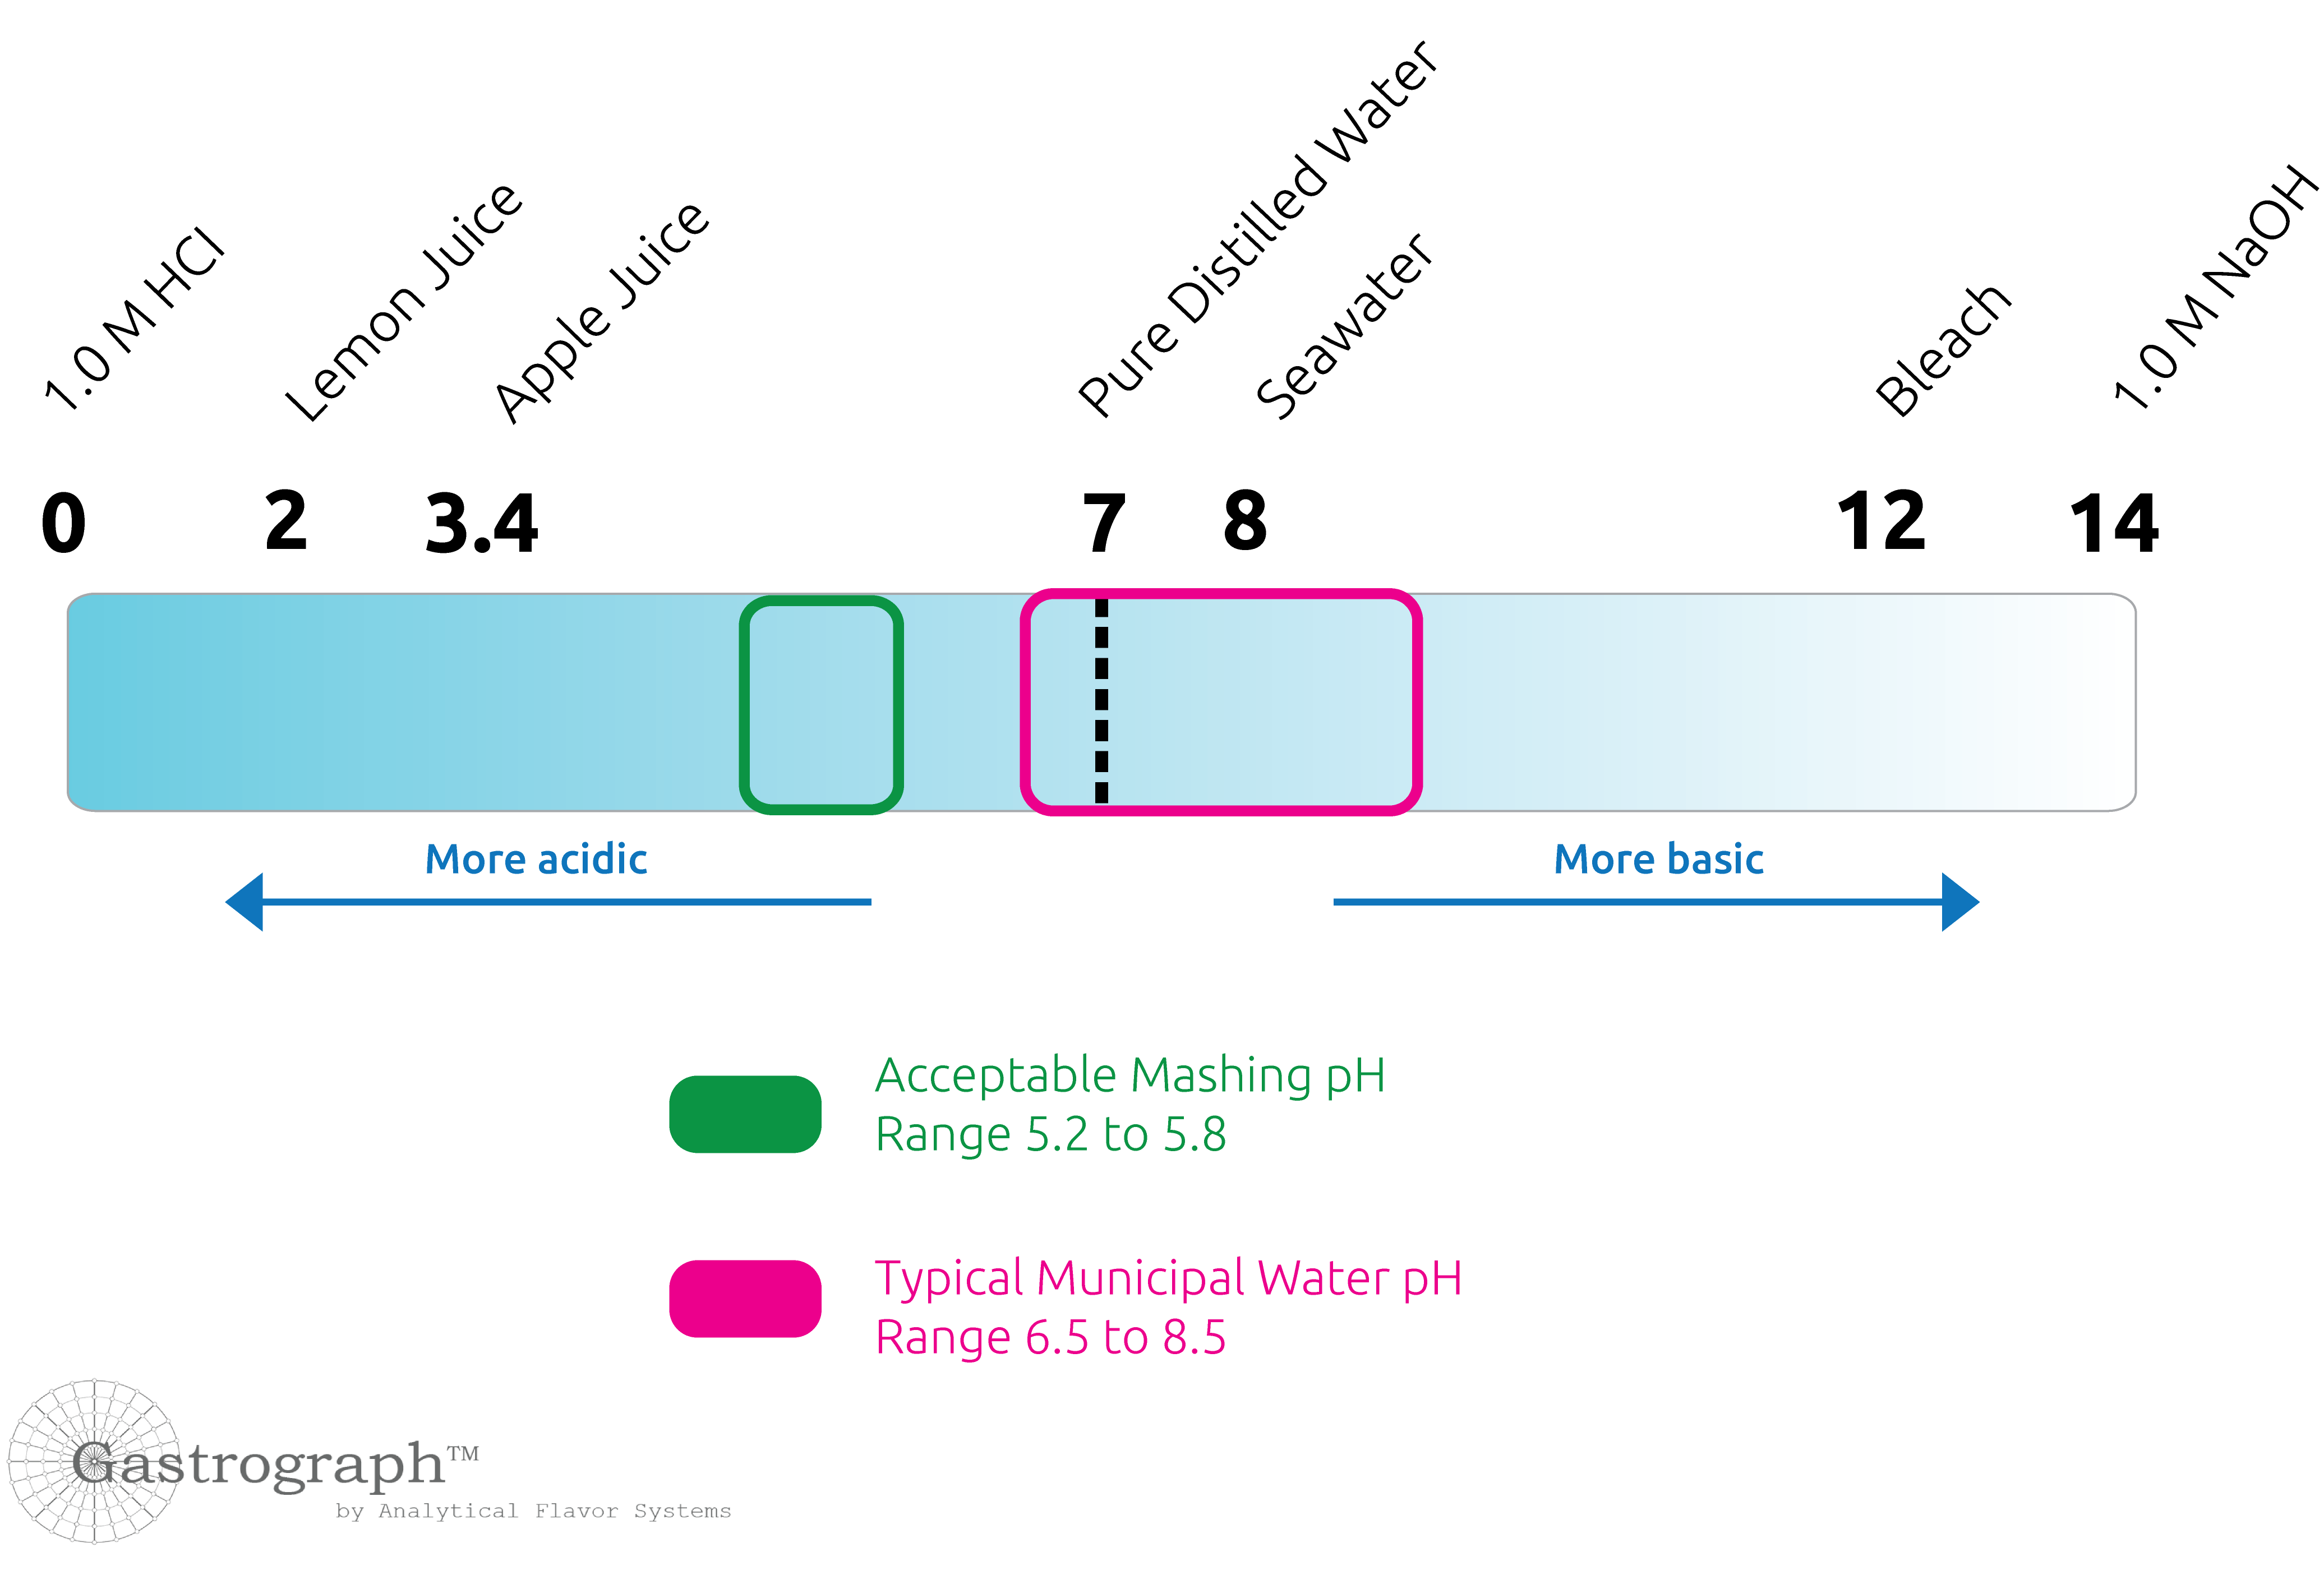 1.0 M HCl
Lemon Juice
Apple Juice
Pure Distilled Water
Seawater
Bleach
1.0 M NaOH
0 2 3.4 7 8 12 14
More acidic
More basic
Acceptable Mashing pH
Range 5.2 to 5.8
Typical Municipal Water pH
Range 6.5 to 8.5
Gastrograph™
by Analytical Flavor Systems